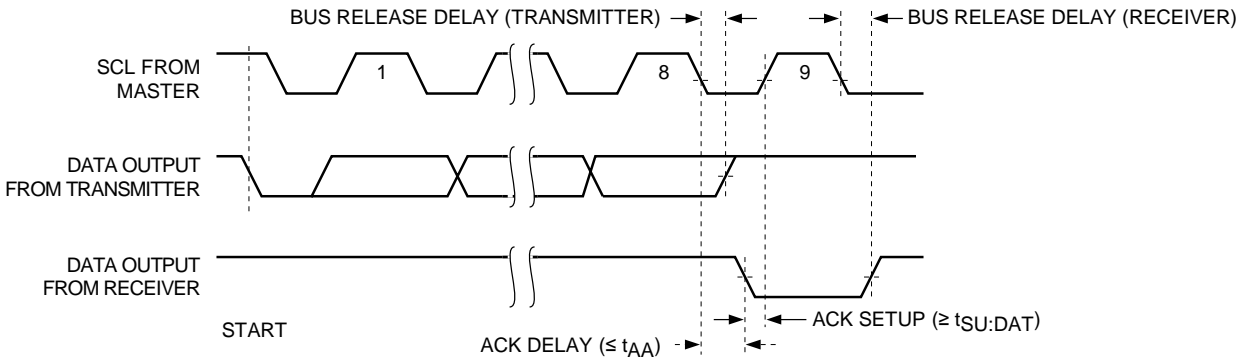 BUS RELEASE DELAY (TRANSMITTER)
BUS RELEASE DELAY (RECEIVER)
SCL FROM
MASTER
1
8
9
DATA OUTPUT
FROM TRANSMITTER
DATA OUTPUT
FROM RECEIVER
START
ACK SETUP (≥ tSU:DAT)
ACK DELAY (≤ tAA)